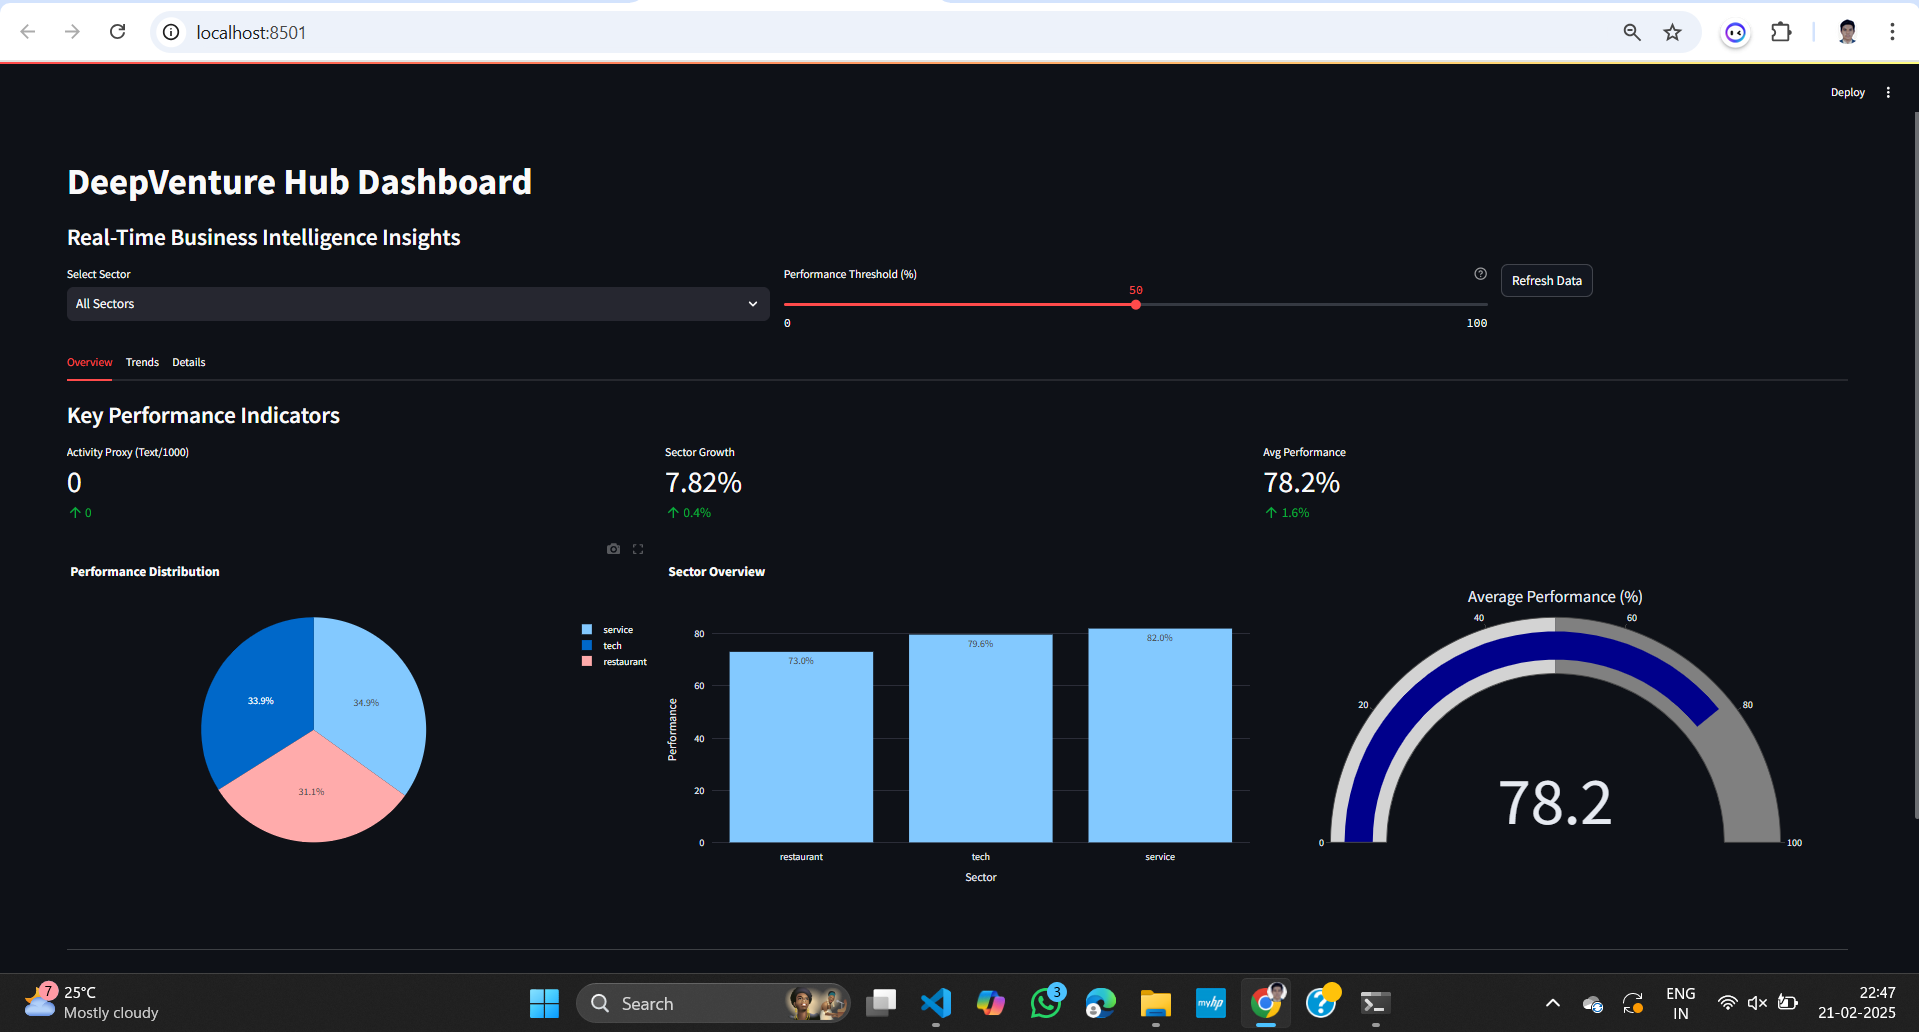 localhost:8501
Deploy
DeepVenture Hub Dashboard
Real-Time Business Intelligence Insights
Select Sector
All Sectors
Performance Threshold (%)
50
0
100
Refresh Data
Overview
Trends
Details
Key Performance Indicators
Activity Proxy (Text/1000)
0
↑ 0
Sector Growth
7.82%
↑ 0.4%
Avg Performance
78.2%
↑ 1.6%
Performance Distribution
33.9%
34.9%
31.1%
service
tech
restaurant
Sector Overview
Performance
80
60
40
20
0
73.0%
79.6%
82.0%
restaurant
tech
service
Sector
Average Performance (%)
0
20
40
60
80
100
78.2
7
25°C
Mostly cloudy
Search
3
myhp
ENG
IN
22:47
21-02-2025